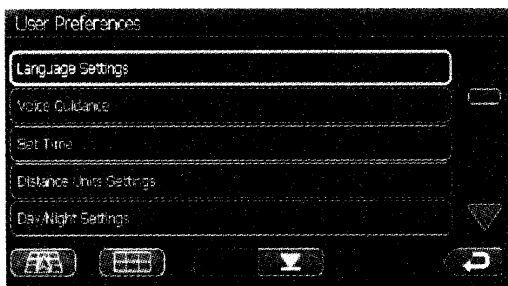 User Preferences
Language Settings
Voice Guidance
Set Time
Distance Units Settings
Day/Night Settings